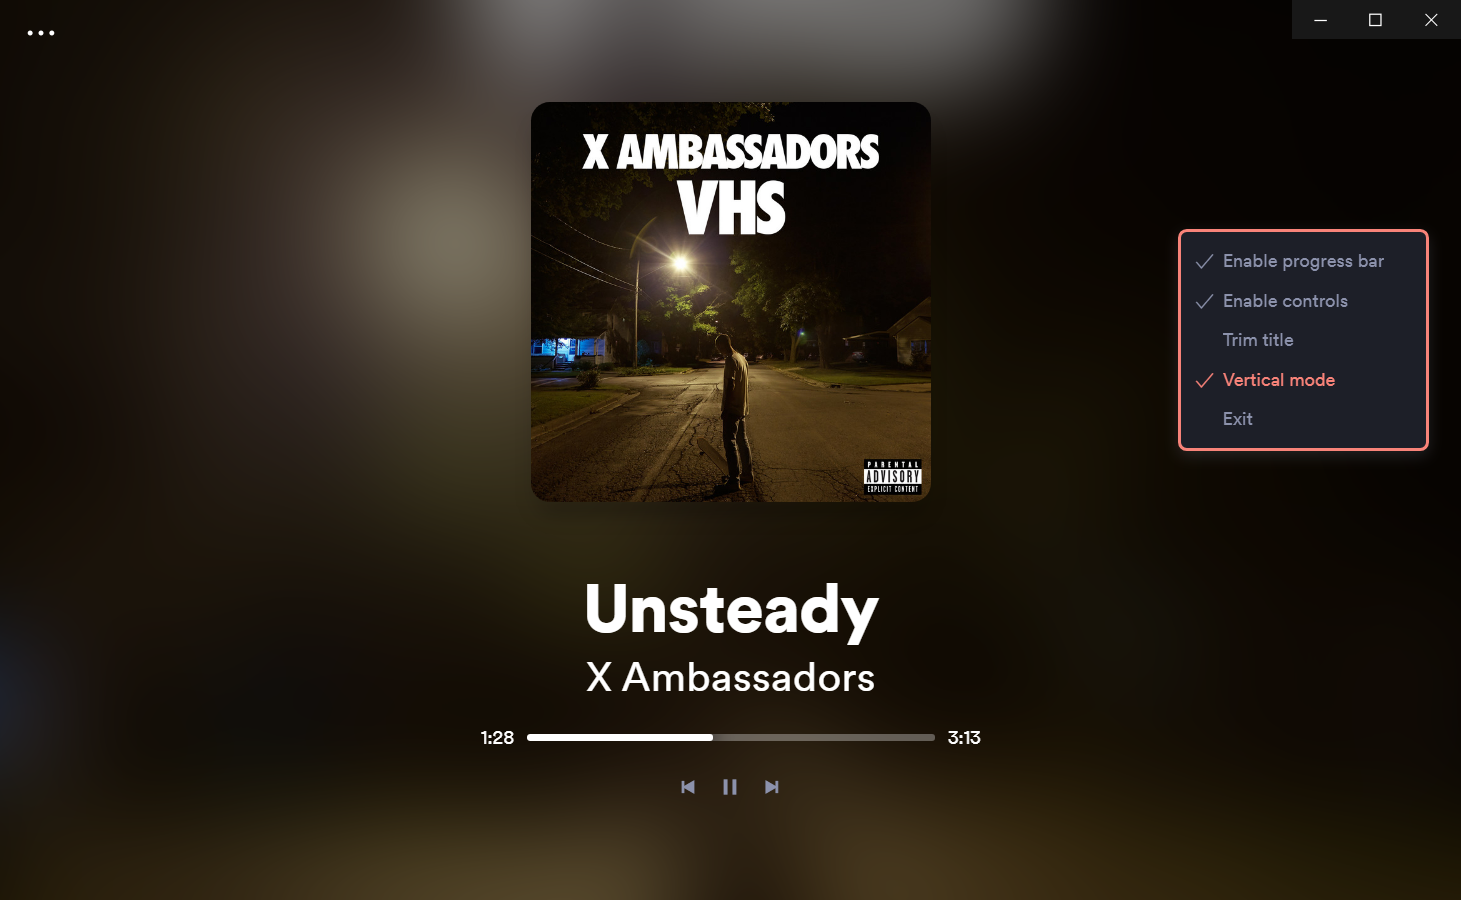 X AMBASSADORS
VHS
PARENTAL
ADVISORY
EXPLICIT CONTENT
Enable progress bar
Enable controls
Trim title
Vertical mode
Exit
Unsteady
X Ambassadors
1:28
3:13